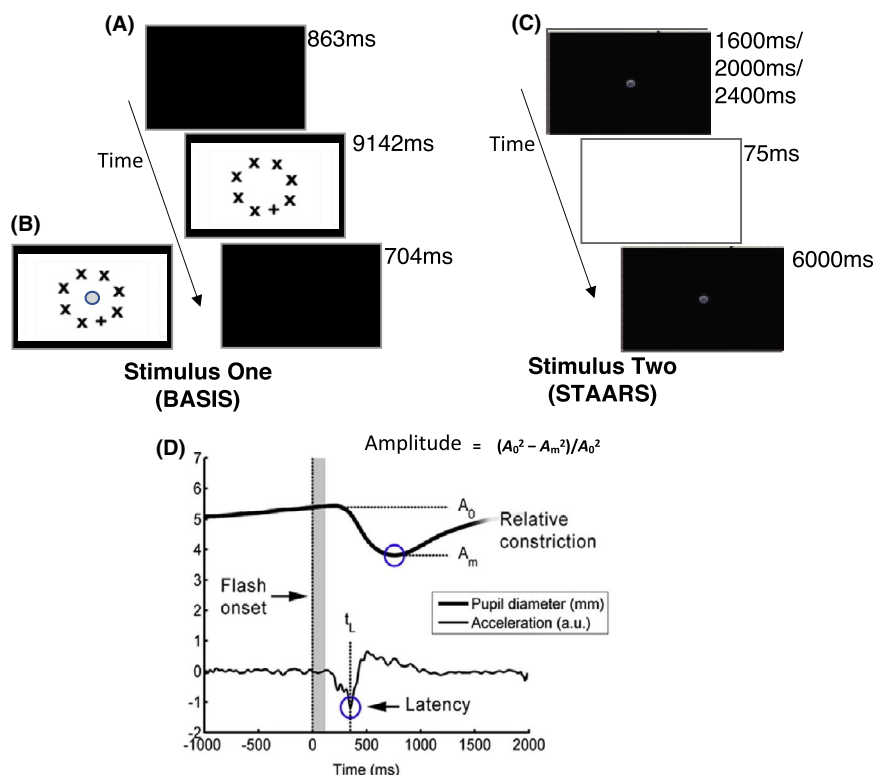 (A)
863ms
Time
9142ms
x x
x x
x x
x +
704ms
(B)
x x
x x
x x
x +
Stimulus One
(BASIS)
(C)
1600ms/
2000ms/
2400ms
Time
75ms
6000ms
Stimulus Two
(STAARS)
(D)
Amplitude = (A₀² – Aₘ²)/A₀²
7
6
5
4
3
2
1
0
-1
-2
A₀
Relative
constriction
Aₘ
Flash
onset
Pupil diameter (mm)
Acceleration (a.u.)
t_L
Latency
-1000 -500 0 500 1000 1500 2000
Time (ms)